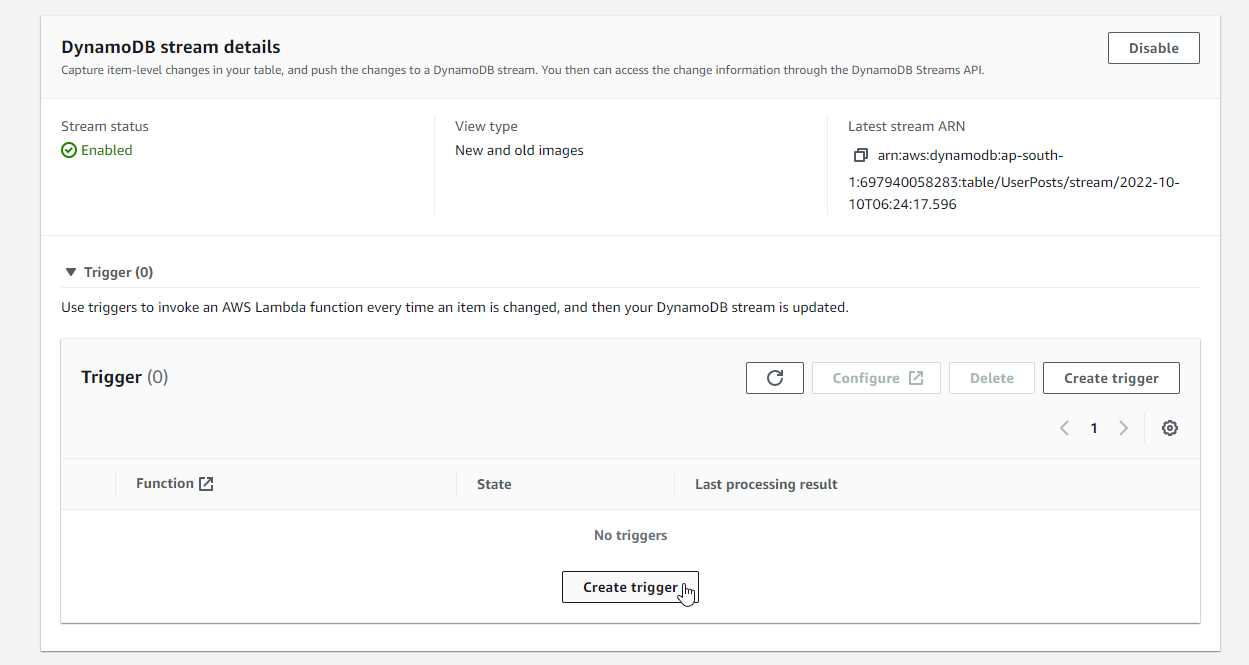 DynamoDB stream details
Disable
Capture item-level changes in your table, and push the changes to a DynamoDB stream. You then can access the change information through the DynamoDB Streams API.
Stream status
Enabled
View type
New and old images
Latest stream ARN
arn:aws:dynamodb:ap-south-
1:697940058283:table/UserPosts/stream/2022-10-
10T06:24:17.596
Trigger (0)
Use triggers to invoke an AWS Lambda function every time an item is changed, and then your DynamoDB stream is updated.
Trigger (0)
Configure
Delete
Create trigger
1
Function
State
Last processing result
No triggers
Create trigger